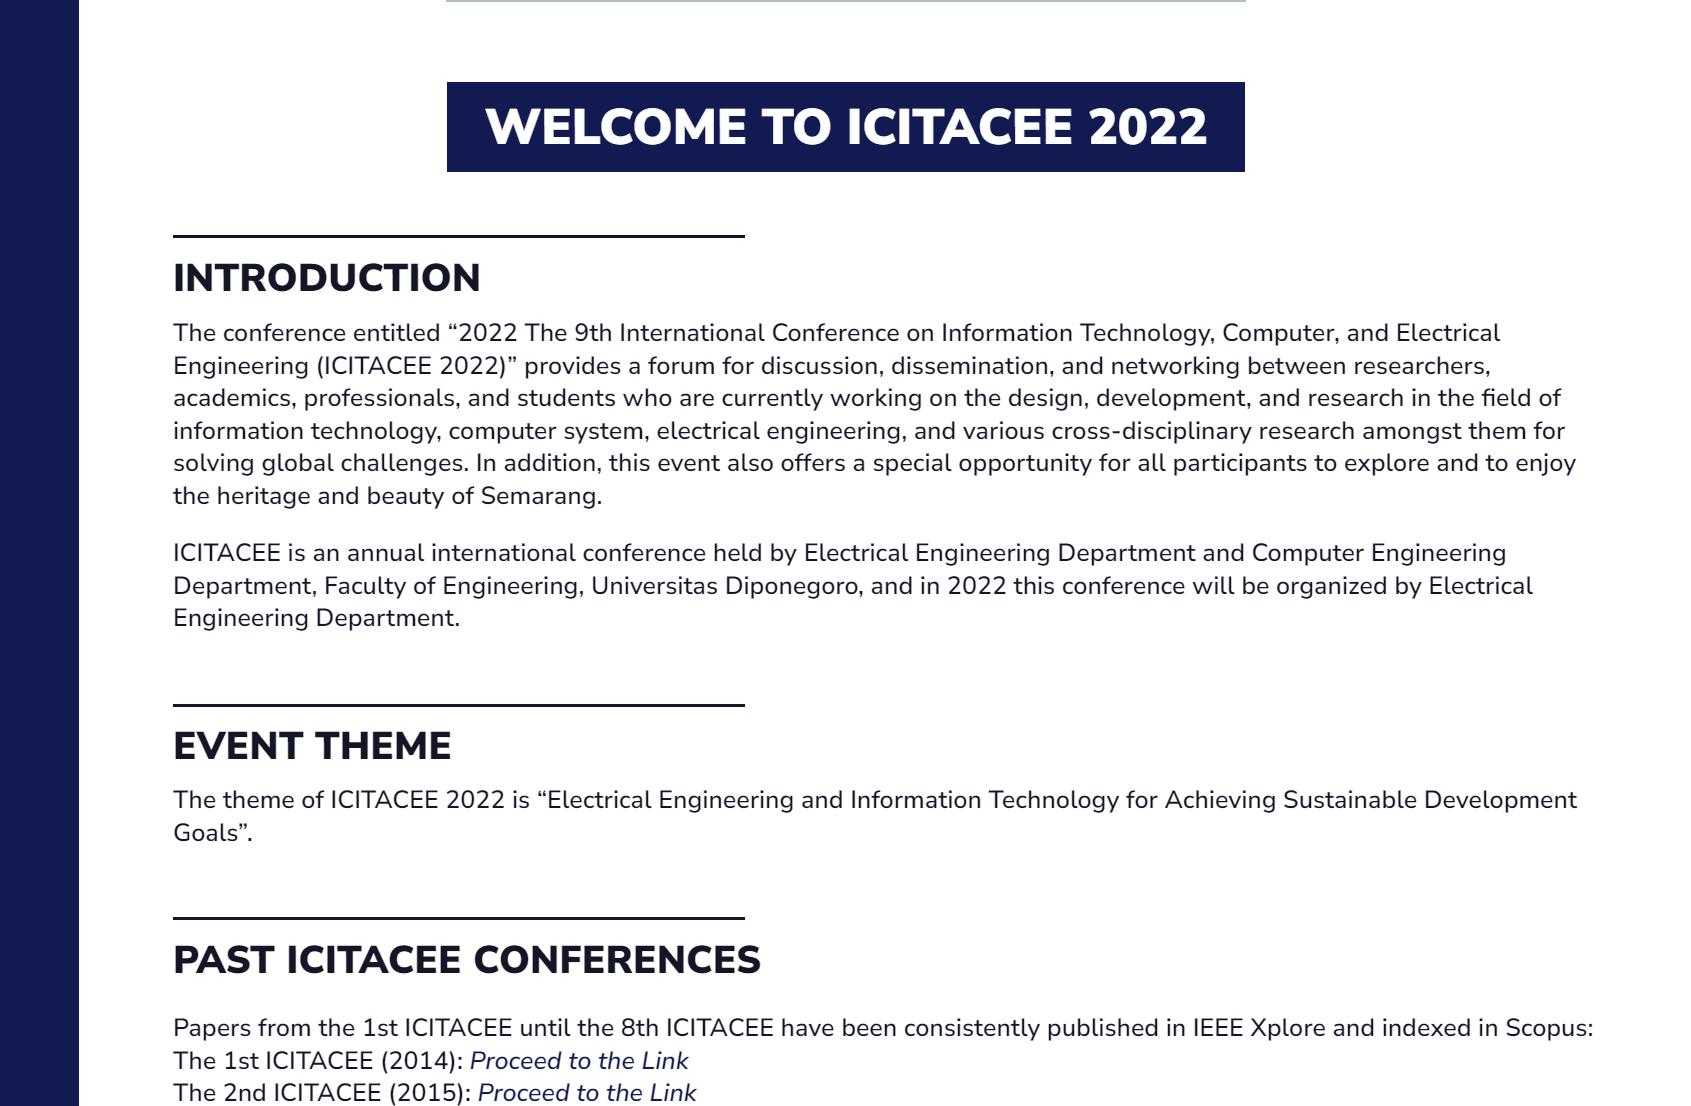 WELCOME TO ICITACEE 2022
INTRODUCTION
The conference entitled “2022 The 9th International Conference on Information Technology, Computer, and Electrical
Engineering (ICITACEE 2022)” provides a forum for discussion, dissemination, and networking between researchers,
academics, professionals, and students who are currently working on the design, development, and research in the field of
information technology, computer system, electrical engineering, and various cross-disciplinary research amongst them for
solving global challenges. In addition, this event also offers a special opportunity for all participants to explore and to enjoy
the heritage and beauty of Semarang.
ICITACEE is an annual international conference held by Electrical Engineering Department and Computer Engineering
Department, Faculty of Engineering, Universitas Diponegoro, and in 2022 this conference will be organized by Electrical
Engineering Department.
EVENT THEME
The theme of ICITACEE 2022 is “Electrical Engineering and Information Technology for Achieving Sustainable Development
Goals”.
PAST ICITACEE CONFERENCES
Papers from the 1st ICITACEE until the 8th ICITACEE have been consistently published in IEEE Xplore and indexed in Scopus:
The 1st ICITACEE (2014): Proceed to the Link
The 2nd ICITACEE (2015): Proceed to the Link